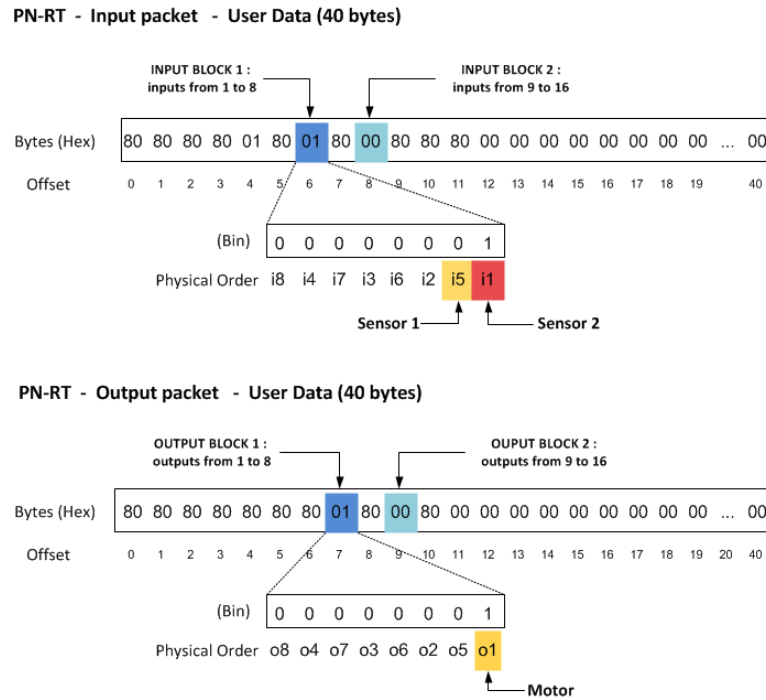 PN-RT - Input packet - User Data (40 bytes)
INPUT BLOCK 1 :
inputs from 1 to 8
INPUT BLOCK 2 :
inputs from 9 to 16
Bytes (Hex) 80 80 80 80 01 80 01 80 00 80 80 80 00 00 00 00 00 00 00 00 ... 00
Offset 0 1 2 3 4 5 6 7 8 9 10 11 12 13 14 15 16 17 18 19 40
(Bin) 0 0 0 0 0 0 0 1
Physical Order i8 i4 i7 i3 i6 i2 i5 i1
Sensor 1 Sensor 2
PN-RT - Output packet - User Data (40 bytes)
OUTPUT BLOCK 1 :
outputs from 1 to 8
OUPUT BLOCK 2 :
outputs from 9 to 16
Bytes (Hex) 80 80 80 80 80 80 80 01 80 00 80 00 00 00 00 00 00 00 00 00 ... 00
Offset 0 1 2 3 4 5 6 7 8 9 10 11 12 13 14 15 16 17 18 19 20 40
(Bin) 0 0 0 0 0 0 0 1
Physical Order o8 o4 o7 o3 o6 o2 o5 o1
Motor